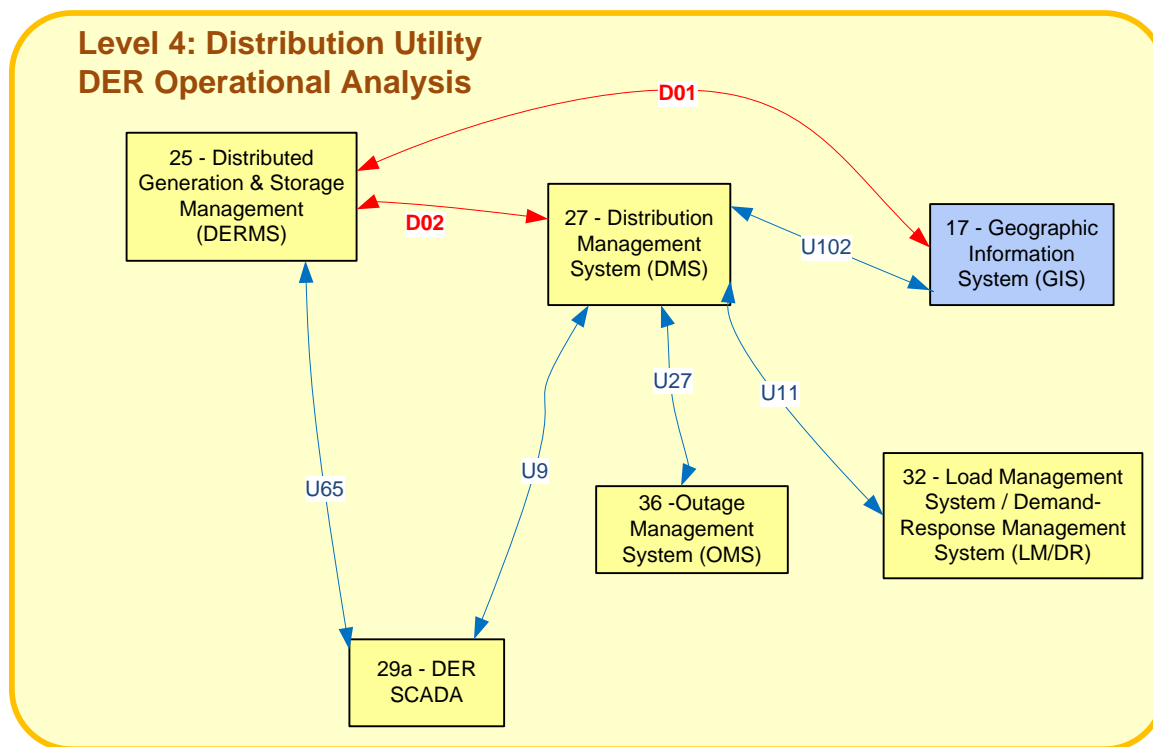 Level 4: Distribution Utility
DER Operational Analysis
D01
25 - Distributed
Generation & Storage
Management
(DERMS)
D02
27 - Distribution
Management
System (DMS)
U102
17 - Geographic
Information
System (GIS)
U27
U11
U9
U65
36 -Outage
Management
System (OMS)
32 - Load Management
System / Demand-
Response Management
System (LM/DR)
29a - DER
SCADA